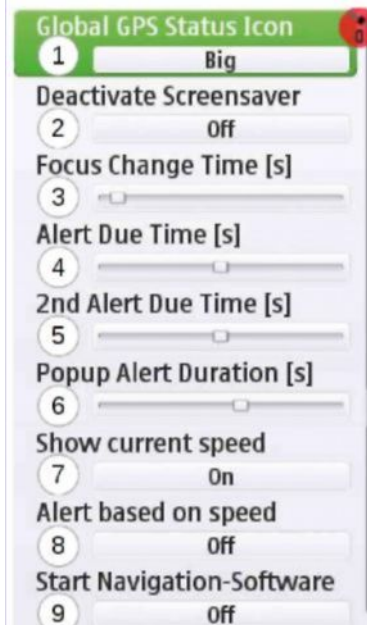 Global GPS Status Icon
1 Big
Deactivate Screensaver
2 Off
Focus Change Time [s]
3
Alert Due Time [s]
4
2nd Alert Due Time [s]
5
Popup Alert Duration [s]
6
Show current speed
7 On
Alert based on speed
8 Off
Start Navigation-Software
9 Off